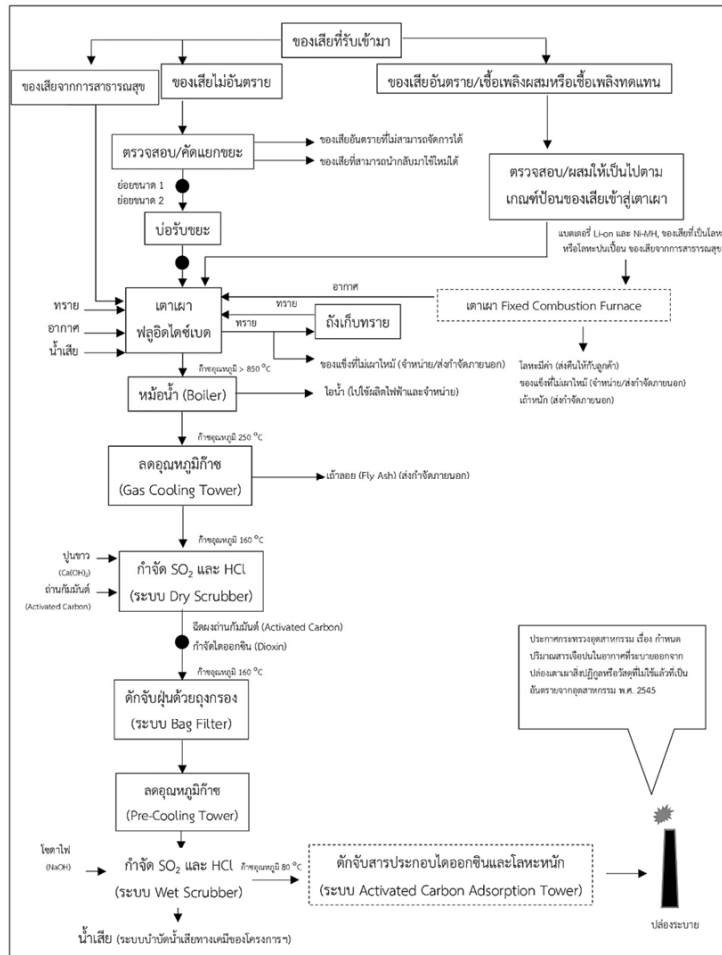 ของเสียที่รับเข้ามา
ของเสียจากการสาธารณสุข
ของเสียไม่อันตราย
ของเสียอันตราย/เชื้อเพลิงผสมหรือเชื้อเพลิงทดแทน
ตรวจสอบ/คัดแยกขยะ
ของเสียอันตรายที่ไม่สามารถจัดการได้
ของเสียที่สามารถนำกลับมาใช้ใหม่ได้
ย่อยขนาด 1
ย่อยขนาด 2
ตรวจสอบ/ผสมให้เป็นไปตาม
เกณฑ์ป้อนของเสียเข้าสู่เตาเผา
บ่อรับขยะ
แบตเตอรี่ Li-on และ Ni-MH, ของเสียที่เป็นโลหะ
หรือโลหะปนเปื้อน ของเสียจากการสาธารณสุข
ทราย
อากาศ
น้ำเสีย
เตาเผา
ฟลูอิดไดซ์เบด
อากาศ
ทราย
ทราย
ถังเก็บทราย
เตาเผา Fixed Combustion Furnace
ของแข็งที่ไม่เผาไหม้ (จำหน่าย/ส่งกำจัดภายนอก)
โลหะมีค่า (ส่งคืนให้กับลูกค้า)
ของแข็งที่ไม่เผาไหม้ (จำหน่าย/ส่งกำจัดภายนอก)
เถ้าหนัก (ส่งกำจัดภายนอก)
ก๊าซอุณหภูมิ > 850 °C
หม้อน้ำ (Boiler)
ไอน้ำ (ไปใช้ผลิตไฟฟ้าและจำหน่าย)
ก๊าซอุณหภูมิ 250 °C
ลดอุณหภูมิก๊าซ
(Gas Cooling Tower)
เถ้าลอย (Fly Ash) (ส่งกำจัดภายนอก)
ก๊าซอุณหภูมิ 160 °C
ปูนขาว
(Ca(OH)2)
ถ่านกัมมันต์
(Activated Carbon)
กำจัด SO2 และ HCl
(ระบบ Dry Scrubber)
ฉีดผงถ่านกัมมันต์ (Activated Carbon)
กำจัดไดออกซิน (Dioxin)
ก๊าซอุณหภูมิ 160 °C
ดักจับฝุ่นด้วยถุงกรอง
(ระบบ Bag Filter)
ประกาศกระทรวงอุตสาหกรรม เรื่อง กำหนด
ปริมาณสารเจือปนในอากาศที่ระบายออกจาก
ปล่องเตาเผาสิ่งปฏิกูลหรือวัสดุที่ไม่ใช้แล้วที่เป็น
อันตรายจากอุตสาหกรรม พ.ศ. 2545
ลดอุณหภูมิก๊าซ
(Pre-Cooling Tower)
โซดาไฟ
(NaOH)
กำจัด SO2 และ HCl
(ระบบ Wet Scrubber)
ก๊าซอุณหภูมิ 80 °C
ดักจับสารประกอบไดออกซินและโลหะหนัก
(ระบบ Activated Carbon Adsorption Tower)
ปล่องระบาย
น้ำเสีย (ระบบบำบัดน้ำเสียทางเคมีของโครงการฯ)